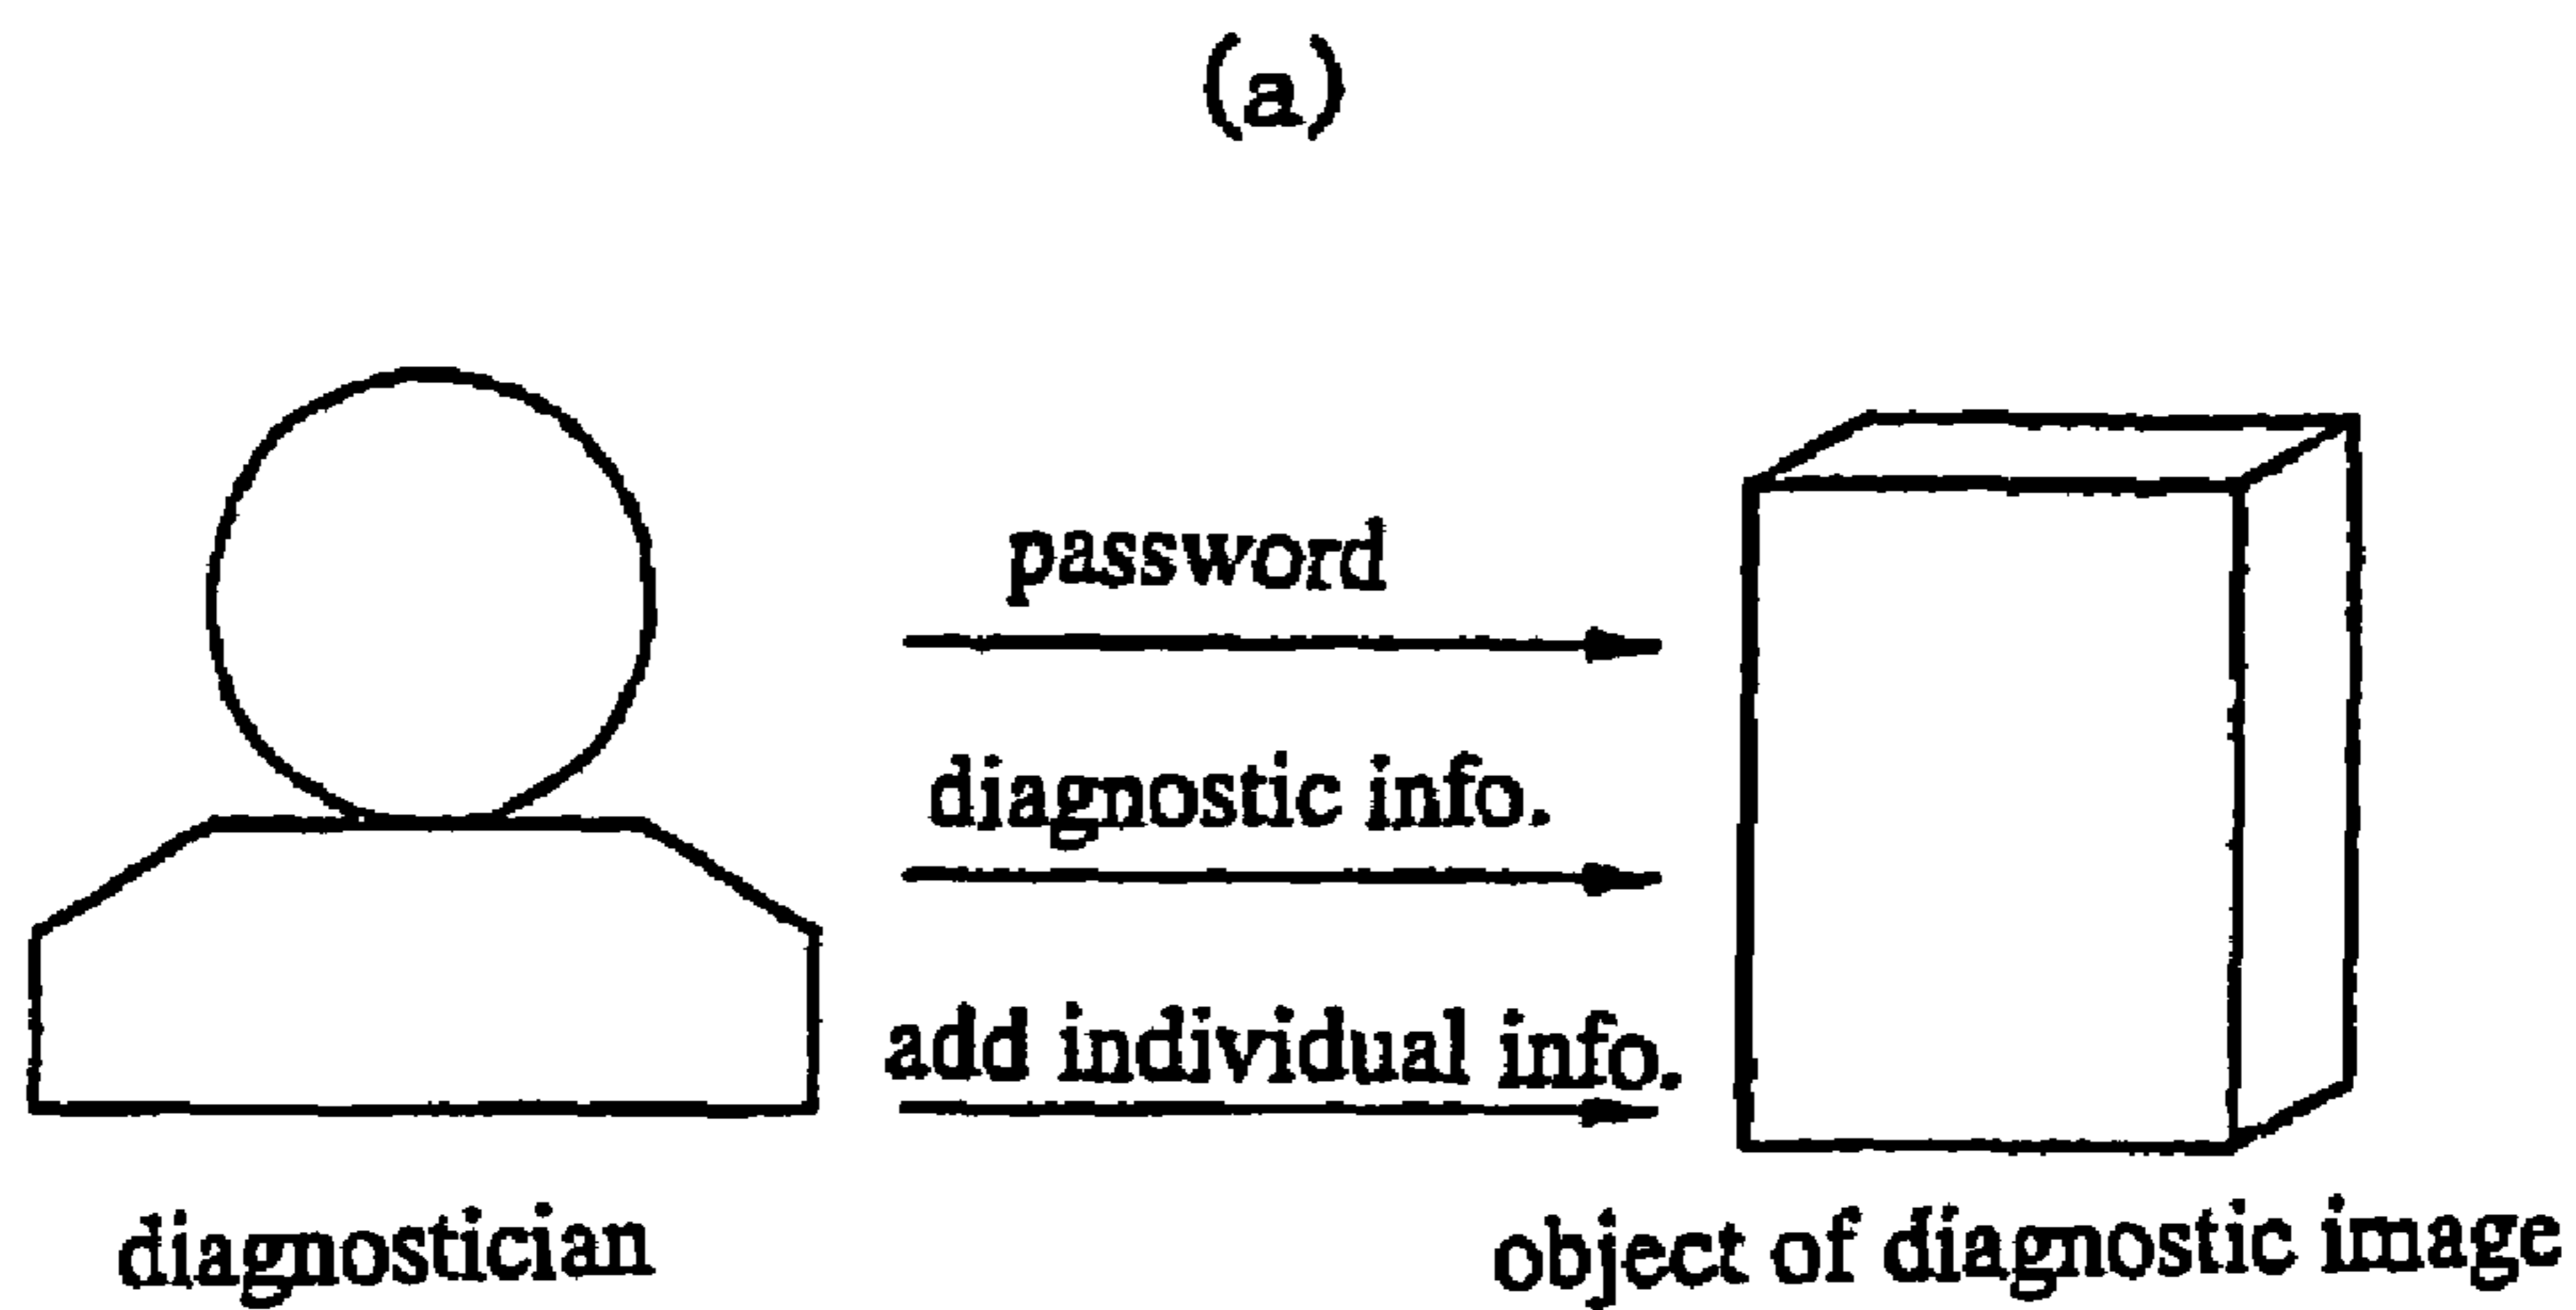 (a)
password
diagnostic info.
add individual info.
diagnostician
object of diagnostic image